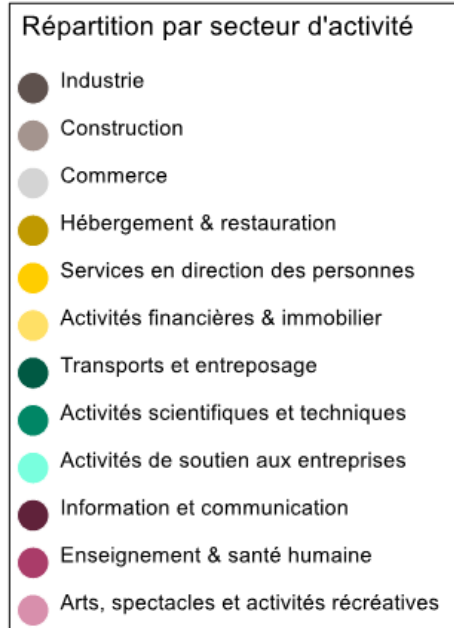 Répartition par secteur d'activité
Industrie
Construction
Commerce
Hébergement & restauration
Services en direction des personnes
Activités financières & immobilier
Transports et entreposage
Activités scientifiques et techniques
Activités de soutien aux entreprises
Information et communication
Enseignement & santé humaine
Arts, spectacles et activités récréatives